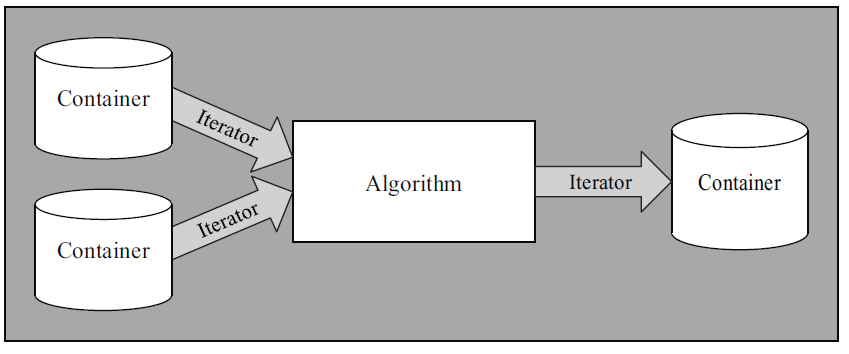 Container
Iterator
Algorithm
Iterator
Container
Iterator
Container